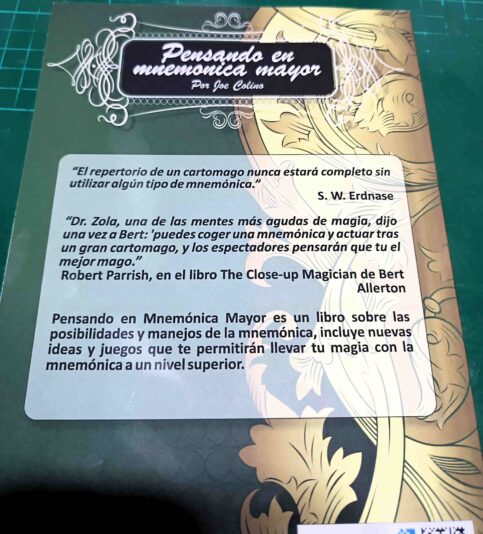 Pensando en
mnemonica mayor
Por Joe Colino
“El repertorio de un cartomago nunca estará completo sin
utilizar algún tipo de mnemónica.”
S. W. Erdnase
“Dr. Zola, una de las mentes más agudas de magia, dijo
una vez a Bert: 'puedes coger una mnemónica y actuar tras
un gran cartomago, y los espectadores pensarán que tu el
mejor mago.”
Robert Parrish, en el libro The Close-up Magician de Bert
Allerton
Pensando en Mnemónica Mayor es un libro sobre las
posibilidades y manejos de la mnemónica, incluye nuevas
ideas y juegos que te permitirán llevar tu magia con la
mnemónica a un nivel superior.